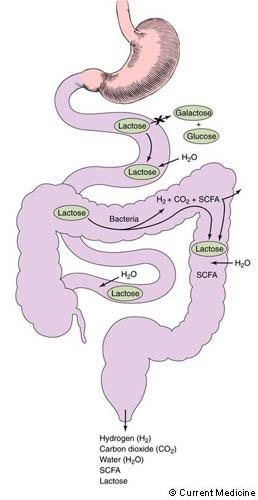 Lactose
Galactose
+
Glucose
Lactose
H₂O
H₂ + CO₂ + SCFA
Lactose
Bacteria
Lactose
H₂O
SCFA
H₂O
Lactose
Hydrogen (H₂)
Carbon dioxide (CO₂)
Water (H₂O)
SCFA
Lactose
© Current Medicine